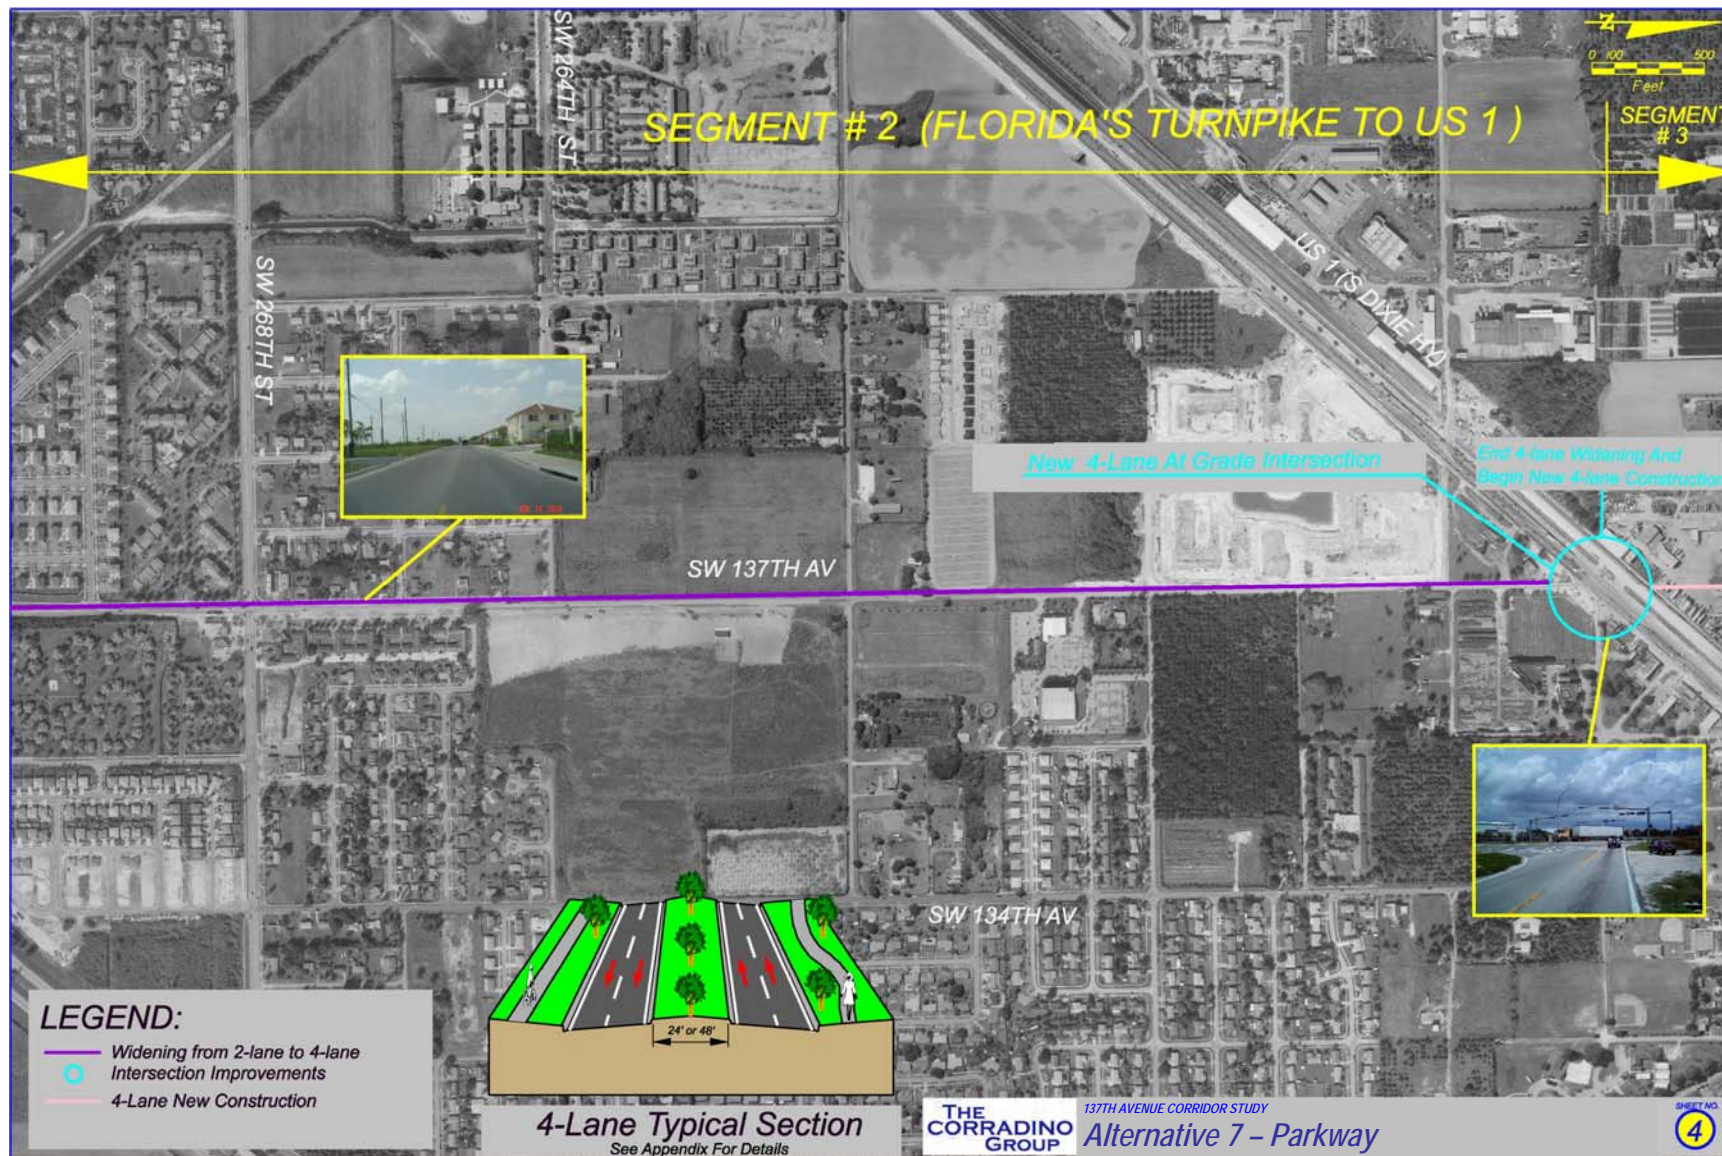 SW 264TH ST
Z
0 100 500
Feet
SEGMENT # 2 (FLORIDA'S TURNPIKE TO US 1 )
SEGMENT
# 3
SW 268TH ST
US 1 (S DIXIE HY)
New 4-Lane At Grade Intersection
End 4-lane Widening And
Begin New 4-lane Construction
SW 137TH AV
SW 134TH AV
24' or 48'
LEGEND:
Widening from 2-lane to 4-lane
Intersection Improvements
4-Lane New Construction
4-Lane Typical Section
See Appendix For Details
THE
CORRADINO
GROUP
137TH AVENUE CORRIDOR STUDY
Alternative 7 – Parkway
SHEET NO.
4